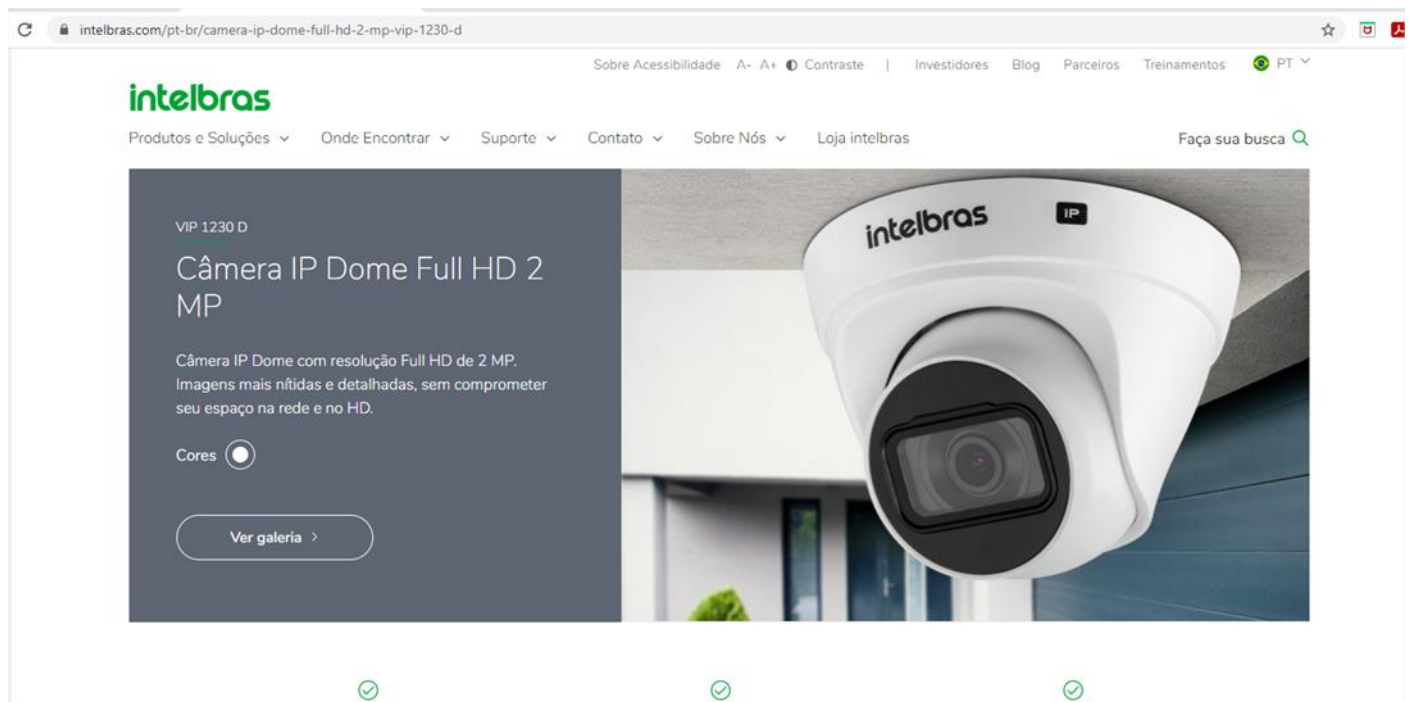 intelbras.com/pt-br/camera-ip-dome-full-hd-2-mp-vip-1230-d
Sobre Acessibilidade A- A+ Contraste | Investidores Blog Parceiros Treinamentos PT
intelbras
Produtos e Soluções Onde Encontrar Suporte Contato Sobre Nós Loja intelbras Faça sua busca
VIP 1230 D
Câmera IP Dome Full HD 2
MP
Câmera IP Dome com resolução Full HD de 2 MP.
Imagens mais nítidas e detalhadas, sem comprometer
seu espaço na rede e no HD.
Cores
Ver galeria >
intelbras IP